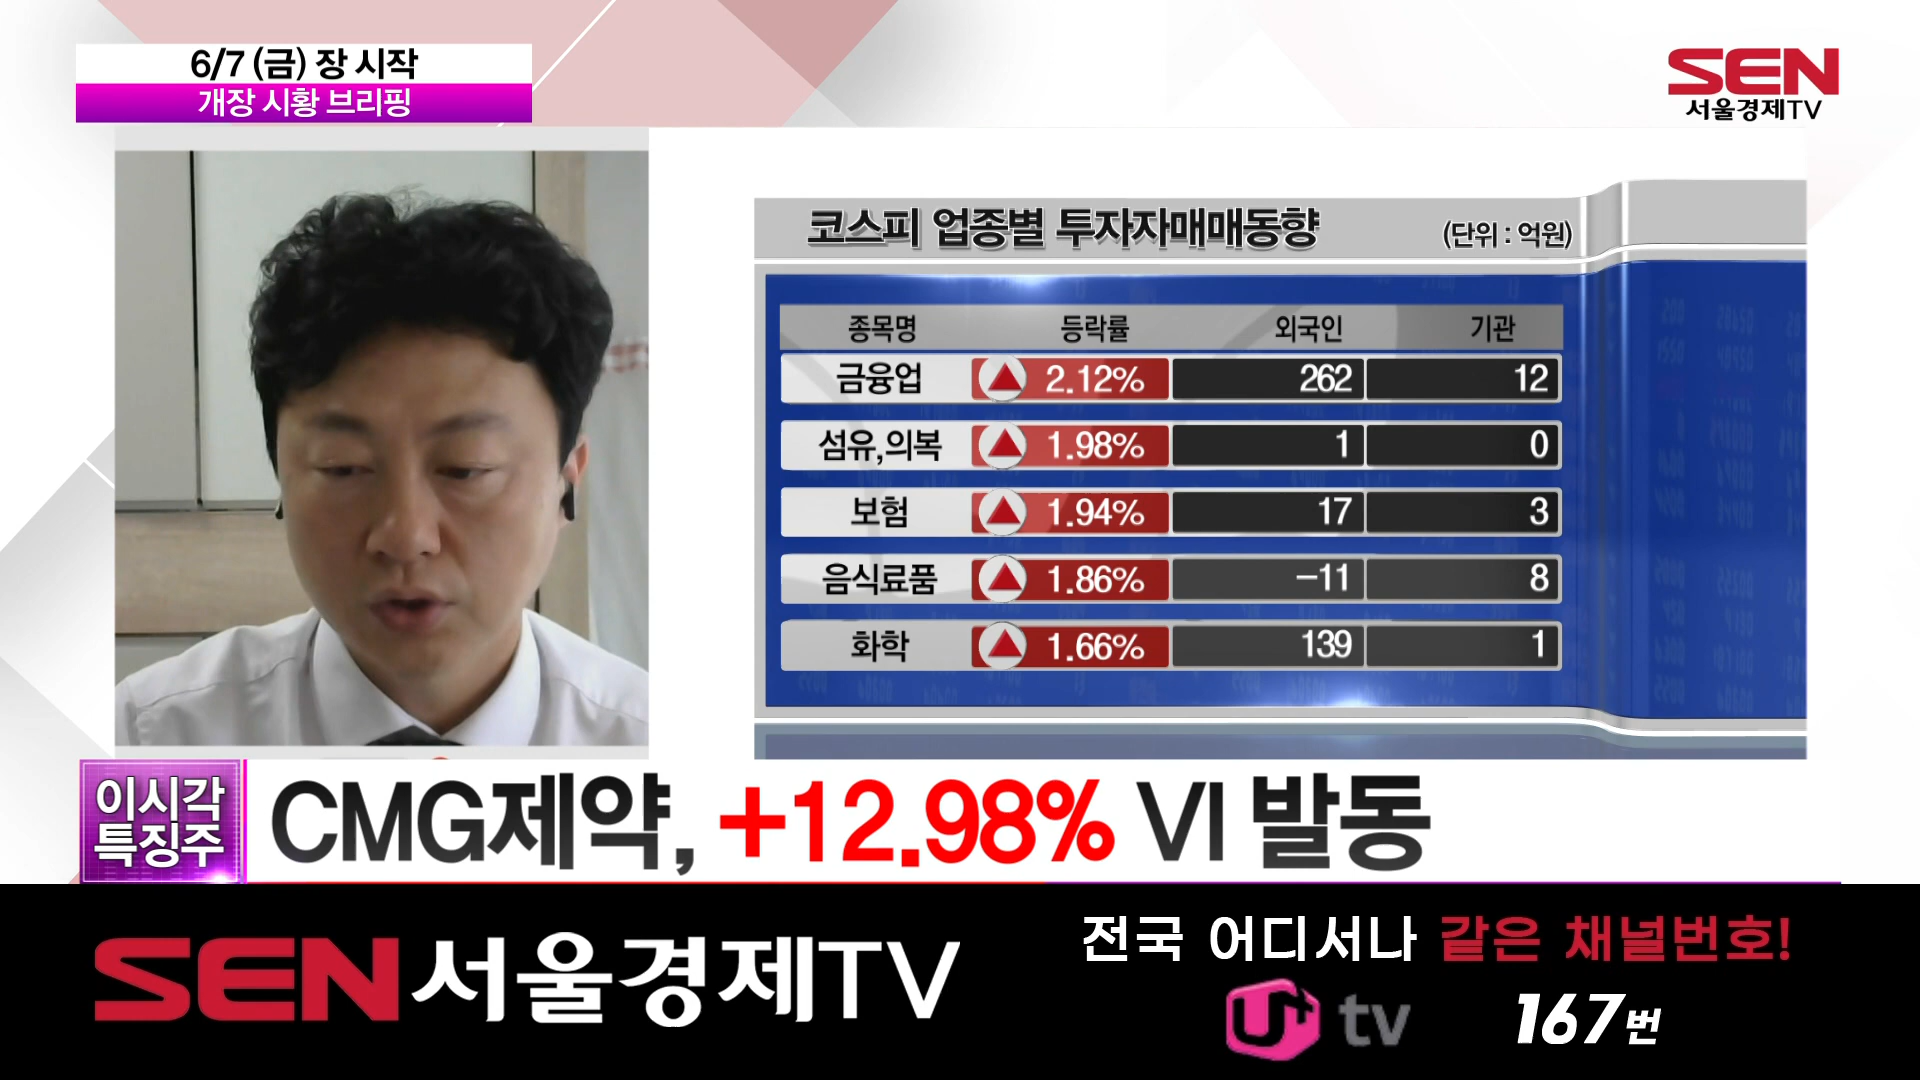 6/7 (금) 장 시작
개장 시황 브리핑
SEN
서울경제TV
코스피 업종별 투자자매매동향 (단위 : 억원)
종목명 등락률 외국인 기관
금융업 ▲ 2.12% 262 12
섬유,의복 ▲ 1.98% 1 0
보험 ▲ 1.94% 17 3
음식료품 ▲ 1.86% -11 8
화학 ▲ 1.66% 139 1
이시각
특징주
CMG제약, +12.98% VI 발동
SEN 서울경제TV
전국 어디서나 같은 채널번호!
U+ tv 167번